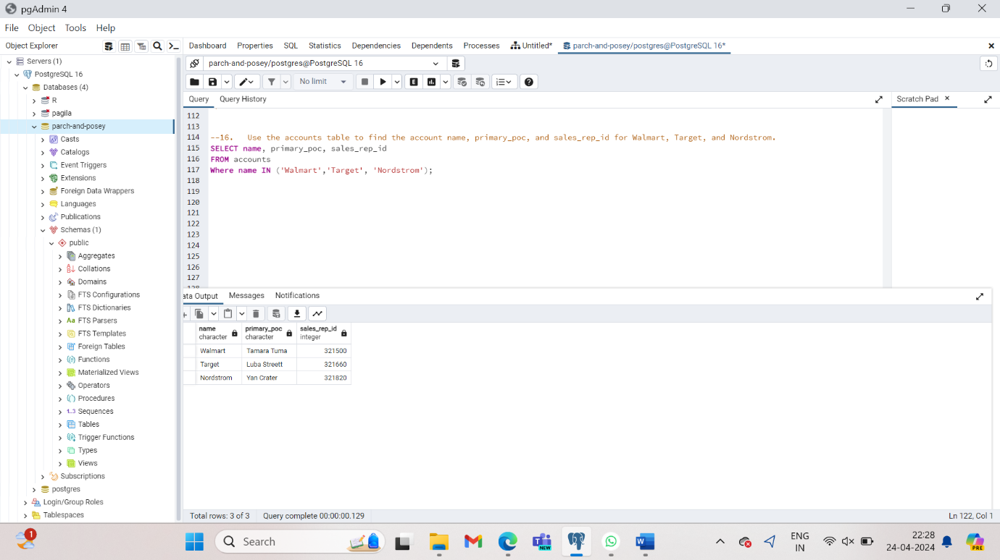 pgAdmin 4
File Object Tools Help
Object Explorer
Dashboard Properties SQL Statistics Dependencies Dependents Processes Untitled* parch-and-posey/postgres@PostgreSQL 16*
Servers (1)
PostgreSQL 16
Databases (4)
R
pagila
parch-and-posey
Casts
Catalogs
Event Triggers
Extensions
Foreign Data Wrappers
Languages
Publications
Schemas (1)
public
Aggregates
Collations
Domains
FTS Configurations
FTS Dictionaries
Aa FTS Parsers
FTS Templates
Foreign Tables
Functions
Materialized Views
Operators
Procedures
1..3 Sequences
Tables
Trigger Functions
Types
Views
Subscriptions
postgres
Login/Group Roles
Tablespaces
parch-and-posey/postgres@PostgreSQL 16
No limit
E
Query Query History
Scratch Pad
112
113
114 --16. Use the accounts table to find the account name, primary_poc, and sales_rep_id for Walmart, Target, and Nordstrom.
115 SELECT name, primary_poc, sales_rep_id
116 FROM accounts
117 Where name IN ('Walmart','Target', 'Nordstrom');
118
119
120
121
122
123
124
125
126
127
128
ata Output Messages Notifications
name primary_poc sales_rep_id
character character integer
Walmart Tamara Tuma 321500
Target Luba Streett 321660
Nordstrom Yan Crater 321820
Total rows: 3 of 3 Query complete 00:00:00.129 Ln 122, Col 1
1
Search
NEW
W
ENG
IN
22:28
24-04-2024
PRE